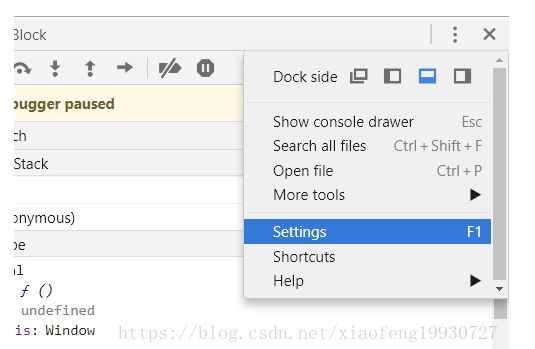 Block
Dock side
bugger paused
Show console drawer Esc
ch
Search all files Ctrl + Shift + F
Stack
Open file Ctrl + P
More tools
onymous)
Settings F1
pe
Shortcuts
al
Help
f ()
undefined
is: Window
https://blog.csdn.net/xiaofeng19930727